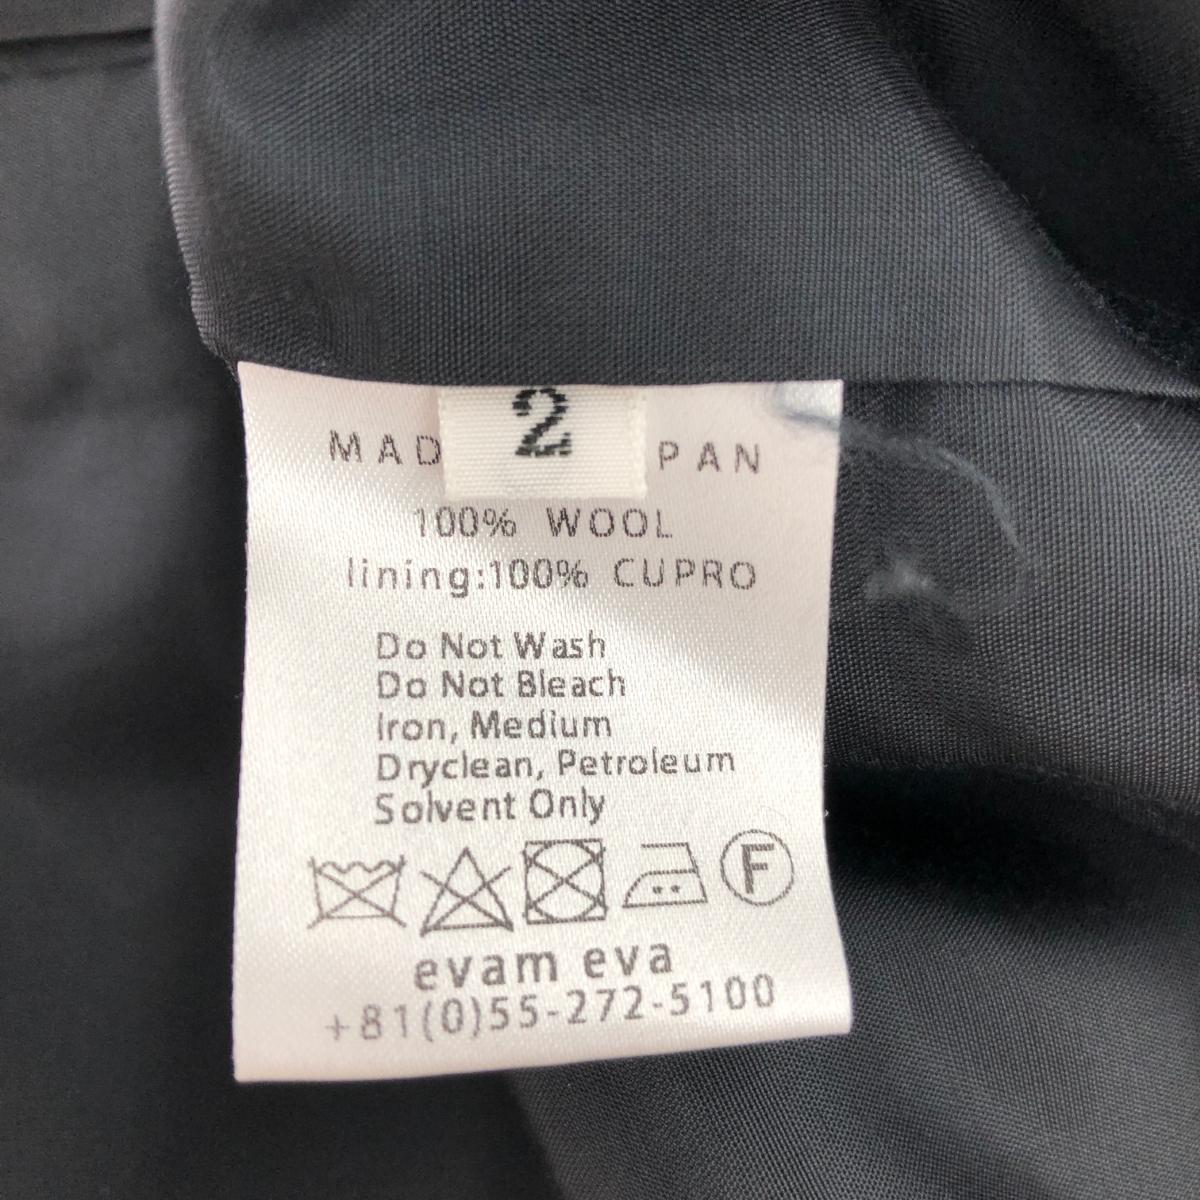 2
MAD PAN
100% WOOL
lining:100% CUPRO
Do Not Wash
Do Not Bleach
Iron, Medium
Dryclean, Petroleum
Solvent Only
F
evam eva
+81(0)55-272-5100